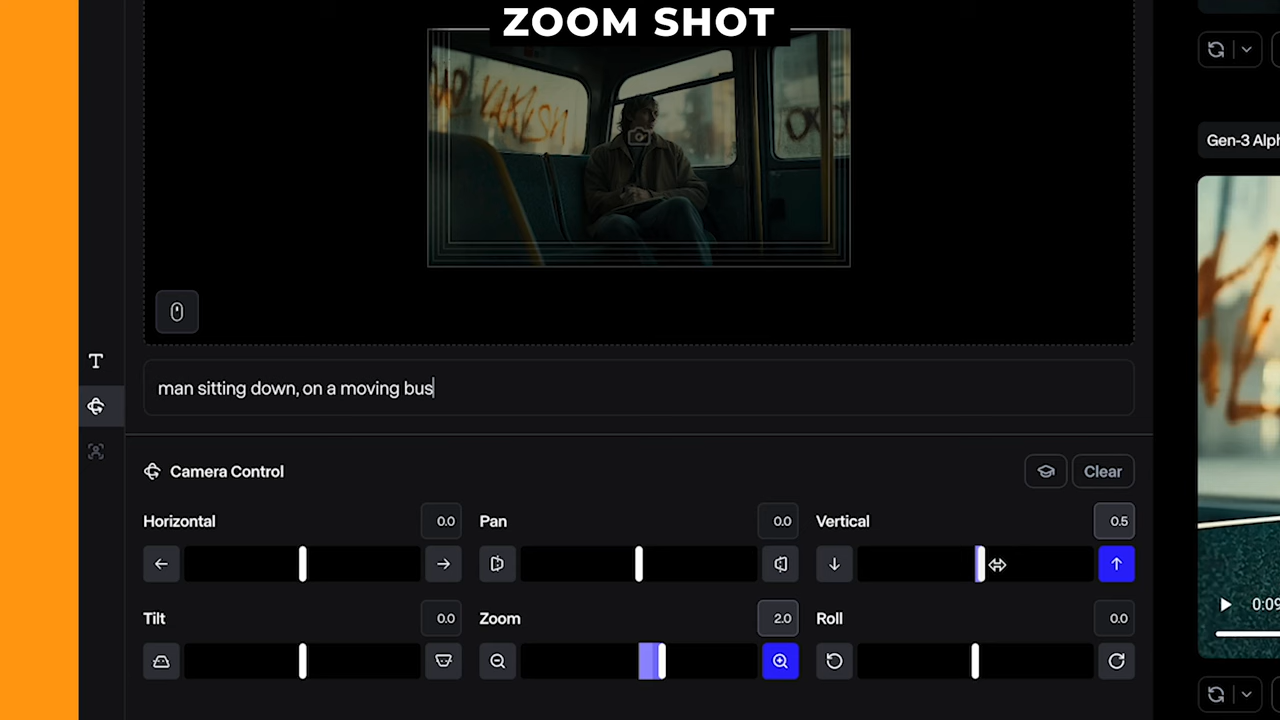 ZOOM SHOT
Gen-3 Alph
man sitting down, on a moving bus
Camera Control
Clear
Horizontal
0.0
Pan
0.0
Vertical
0.5
Tilt
0.0
Zoom
2.0
Roll
0.0
0:09